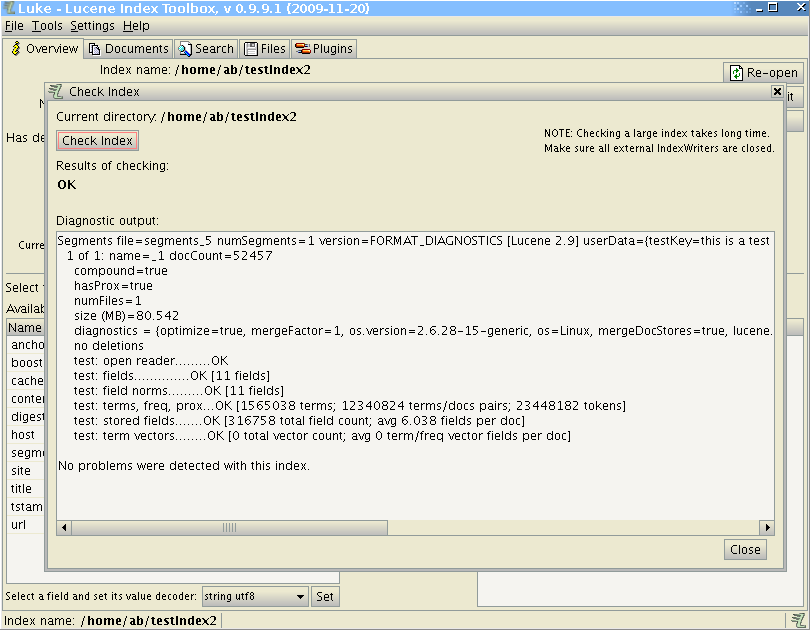 Luke - Lucene Index Toolbox, v 0.9.9.1 (2009-11-20)
File Tools Settings Help
Overview Documents Search Files Plugins
Index name: /home/ab/testIndex2
Re-open
Check Index
Current directory: /home/ab/testIndex2
Check Index
NOTE: Checking a large index takes long time.
Make sure all external IndexWriters are closed.
Results of checking:
OK
Diagnostic output:
Segments file=segments_5 numSegments=1 version=FORMAT_DIAGNOSTICS [Lucene 2.9] userData={testKey=this is a test
1 of 1: name=_1 docCount=52457
compound=true
hasProx=true
numFiles=1
size (MB)=80.542
diagnostics = {optimize=true, mergeFactor=1, os.version=2.6.28-15-generic, os=Linux, mergeDocStores=true, lucene.
no deletions
test: open reader.........OK
test: fields..............OK [11 fields]
test: field norms.........OK [11 fields]
test: terms, freq, prox...OK [1565038 terms; 12340824 terms/docs pairs; 23448182 tokens]
test: stored fields.......OK [316758 total field count; avg 6.038 fields per doc]
test: term vectors........OK [0 total vector count; avg 0 term/freq vector fields per doc]
No problems were detected with this index.
Close
Has de
Curre
Select
Availab
Name
ancho
boost
cache
conte
digest
host
segm
site
title
tstam
url
Select a field and set its value decoder: string utf8 Set
Index name: /home/ab/testIndex2